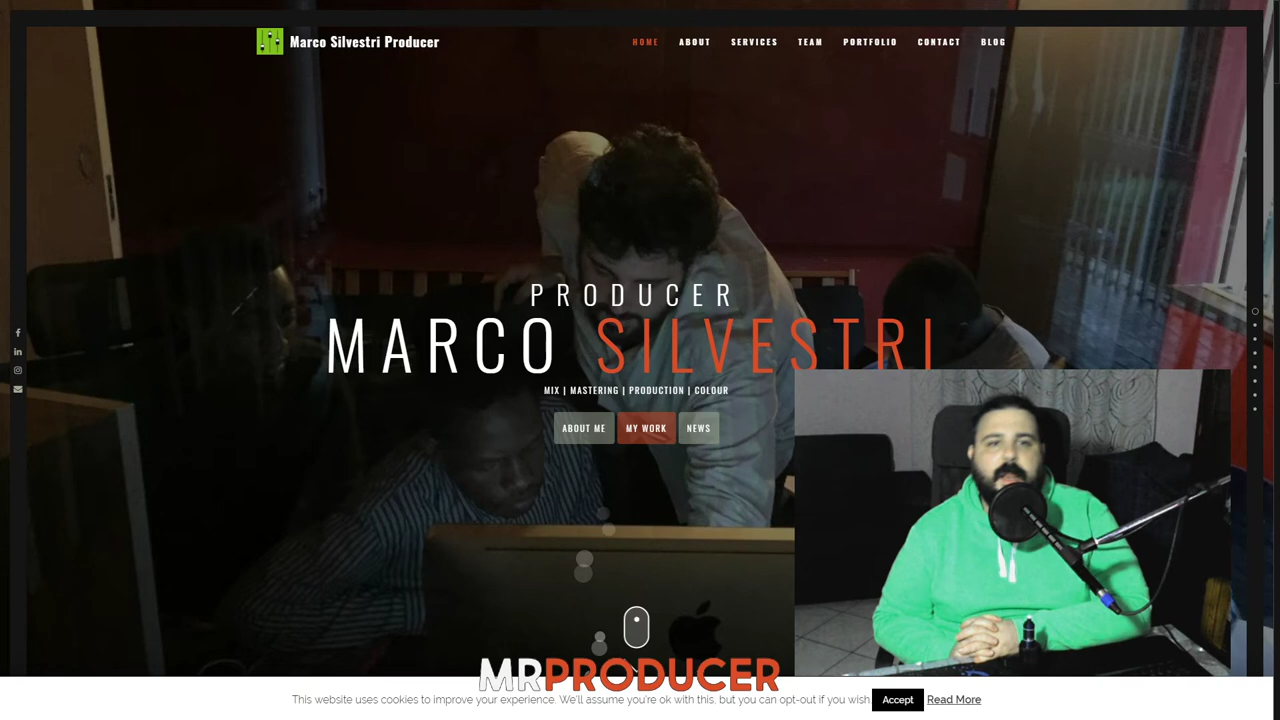 Marco Silvestri Producer
HOME ABOUT SERVICES TEAM PORTFOLIO CONTACT BLOG
PRODUCER
MARCO SILVESTRI
MIX | MASTERING | PRODUCTION | COLOUR
ABOUT ME MY WORK NEWS
MRPRODUCER
This website uses cookies to improve your experience. We'll assume you're ok with this, but you can opt-out if you wish. Accept Read More